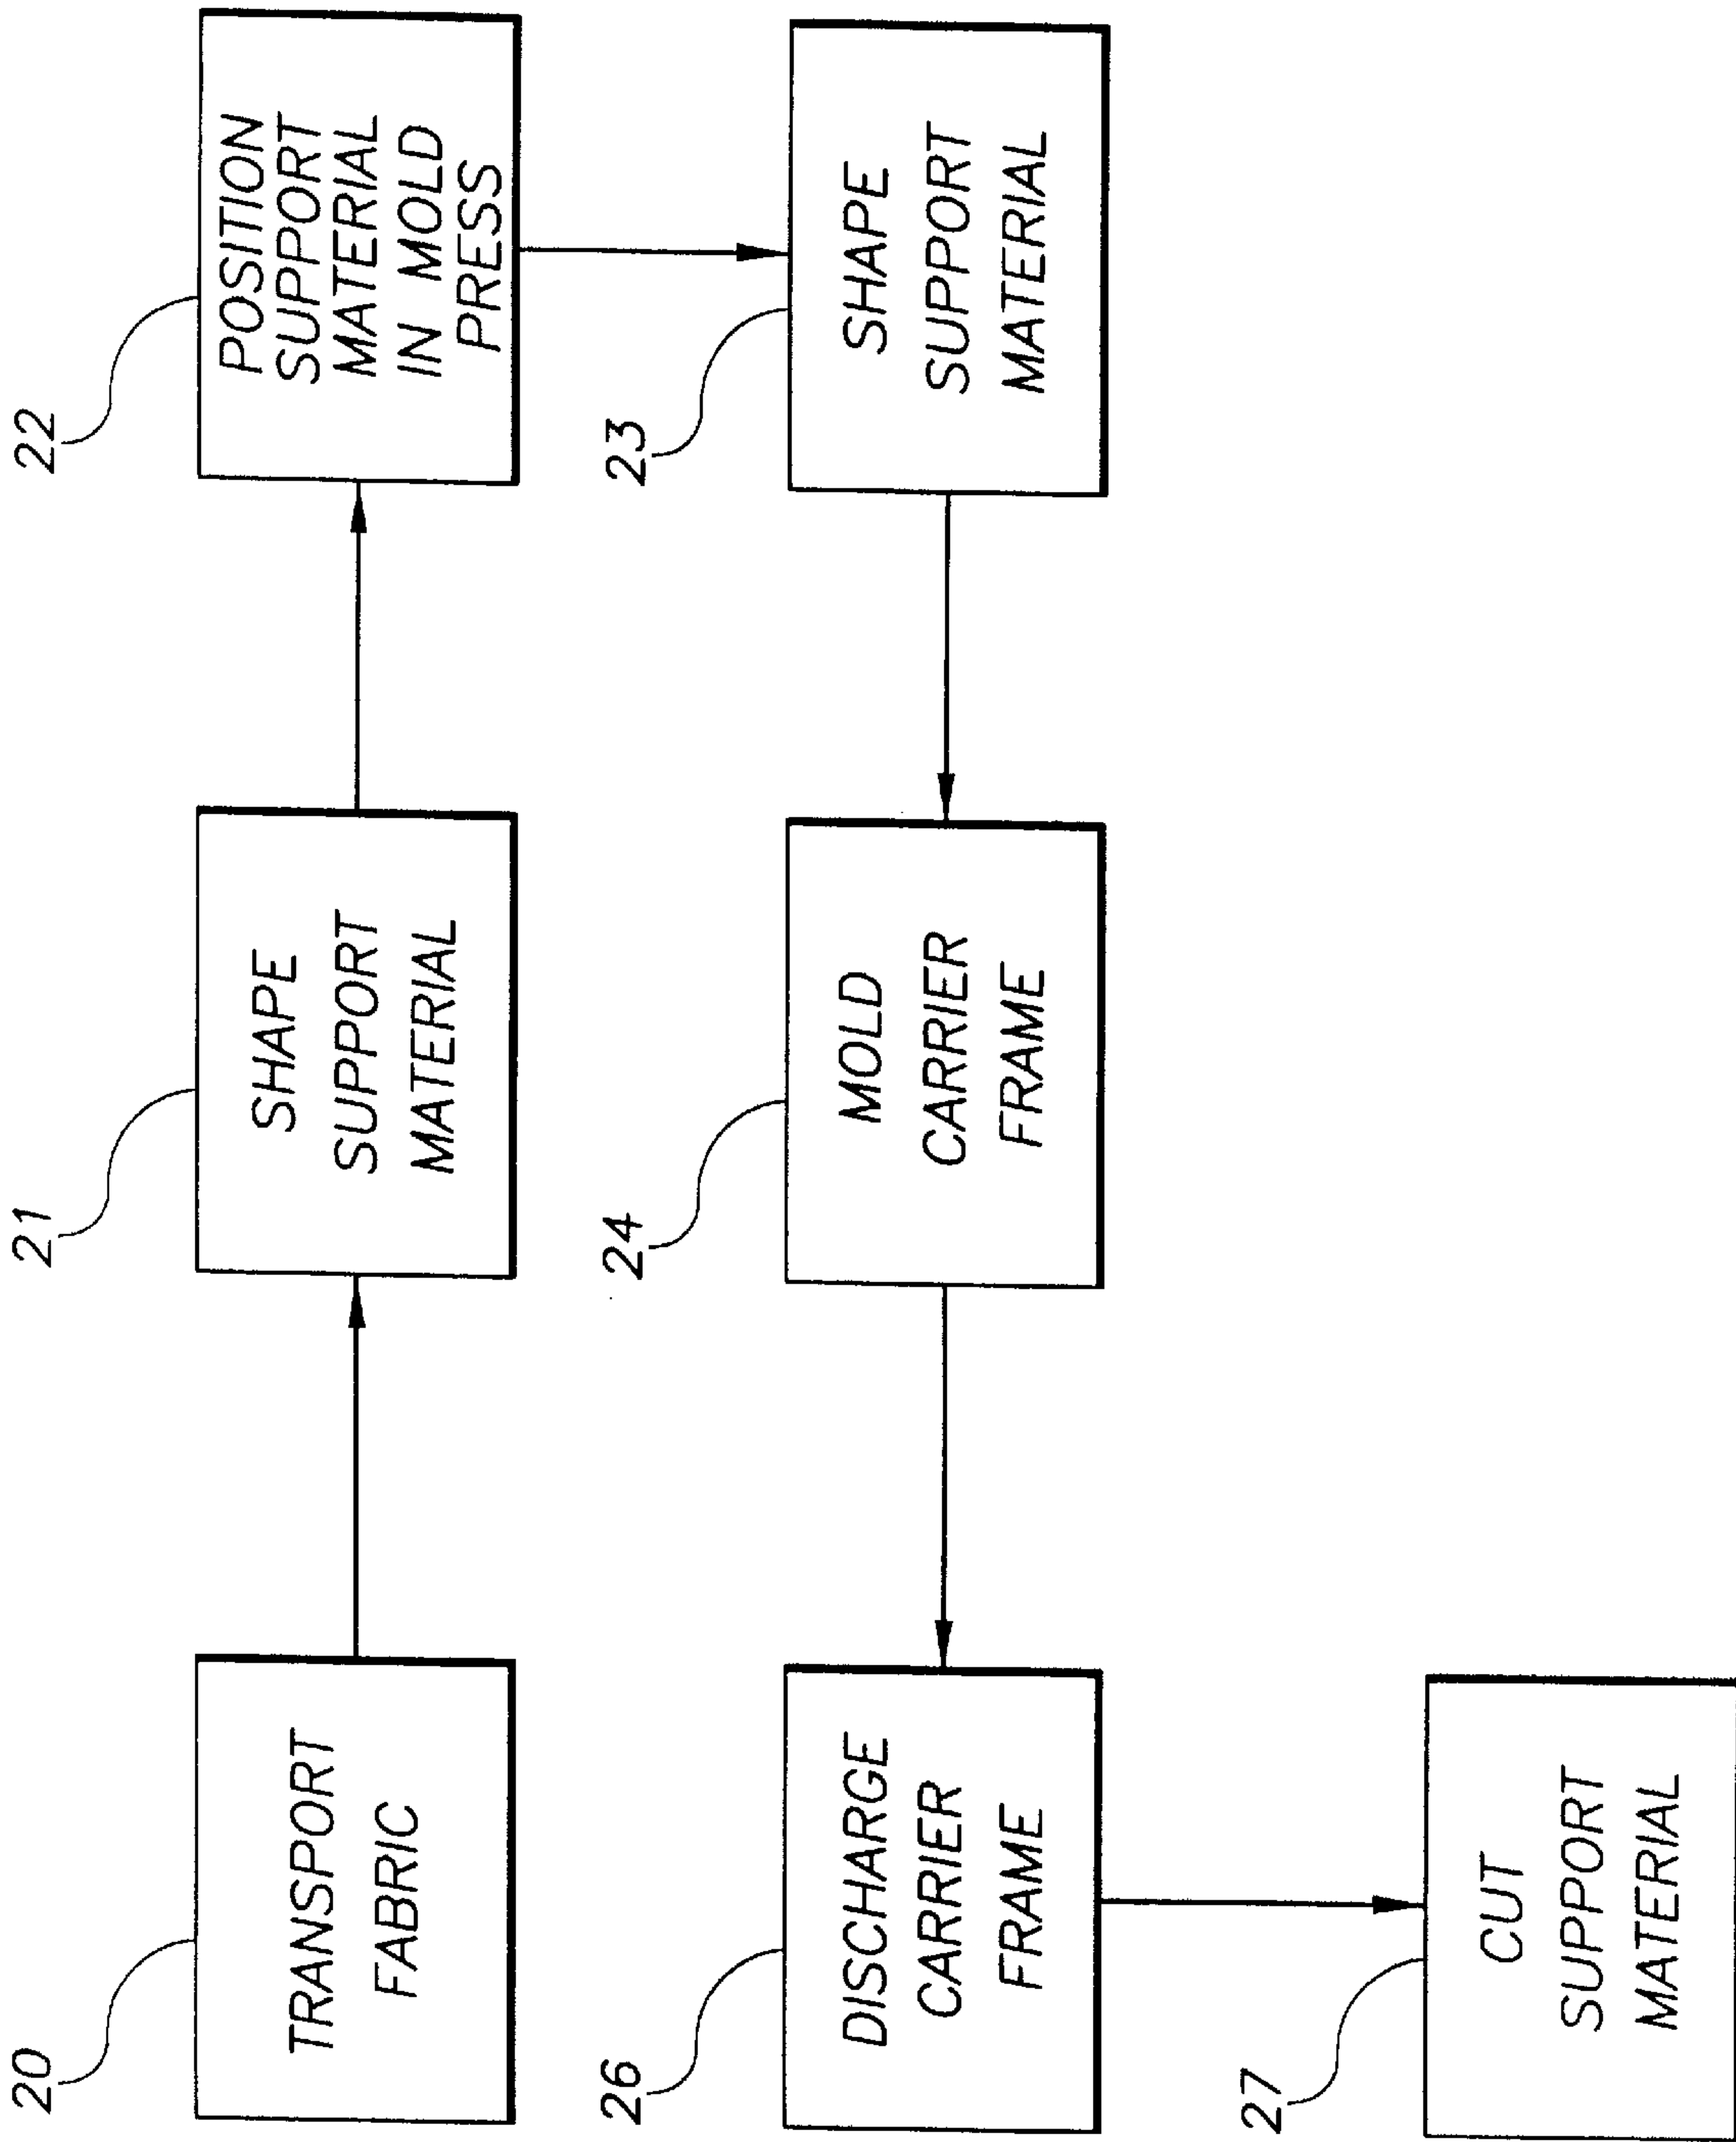 20
TRANSPORT
FABRIC
21
SHAPE
SUPPORT
MATERIAL
22
POSITION
SUPPORT
MATERIAL
IN MOLD
PRESS
23
SHAPE
SUPPORT
MATERIAL
24
MOLD
CARRIER
FRAME
26
DISCHARGE
CARRIER
FRAME
27
CUT
SUPPORT
MATERIAL